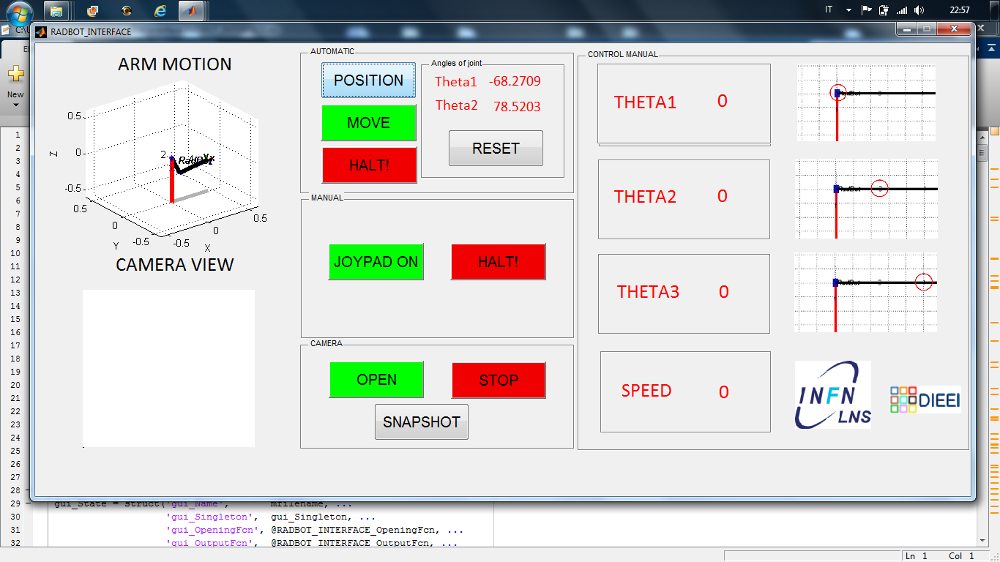 IT
22:57
C:\U
RADBOT_INTERFACE
New
ARM MOTION
0.5
0
-0.5
Z
2
RadBot
0.5
0
-0.5
Y
-0.5
0
0.5
X
CAMERA VIEW
AUTOMATIC
POSITION
MOVE
HALT!
Angles of joint
Theta1 -68.2709
Theta2 78.5203
RESET
MANUAL
JOYPAD ON
HALT!
CAMERA
OPEN
STOP
SNAPSHOT
CONTROL MANUAL
THETA1 0
RadBot
THETA2 0
RadBot
THETA3 0
RadBot
SPEED 0
INFN
LNS
DIEEI
1
2
3
4
5
6
7
8
9
10
11
12
13
14
15
16
17
18
19
20
21
22
23
24
25
26
27
28
29 gui_State = struct('gui_Name', mfilename, ...
30 'gui_Singleton', gui_Singleton, ...
31 'gui_OpeningFcn', @RADBOT_INTERFACE_OpeningFcn, ...
32 'gui_OutputFcn', @RADBOT_INTERFACE_OutputFcn, ...
Ln 1 Col 1